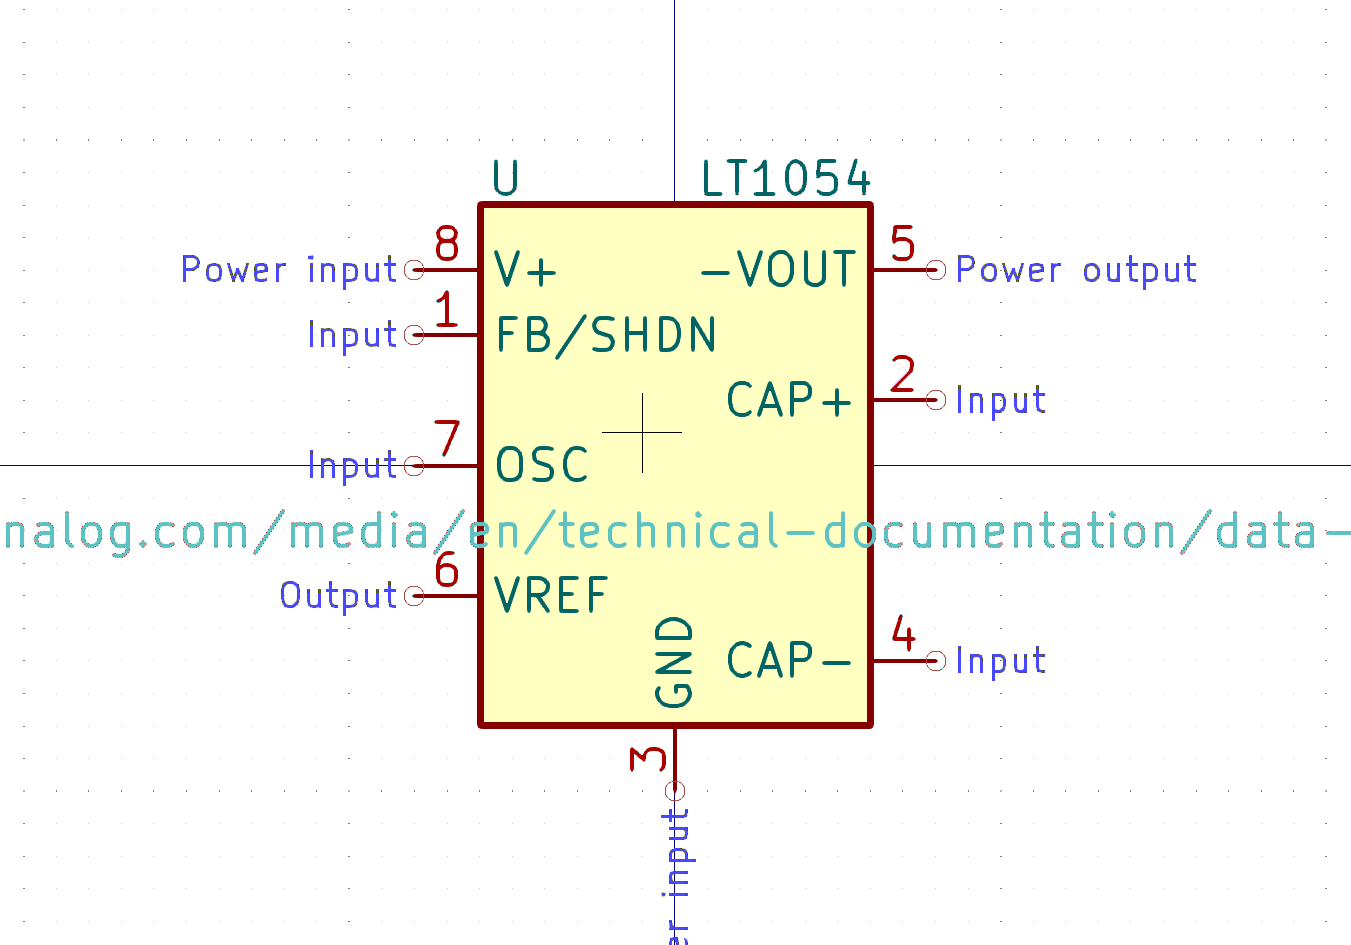 U LT1054
Power input 8 V+ -VOUT 5 Power output
Input 1 FB/SHDN
CAP+ 2 Input
Input 7 OSC
nalog.com/media/en/technical-documentation/data-
Output 6 VREF
GND
CAP- 4 Input
3
er input